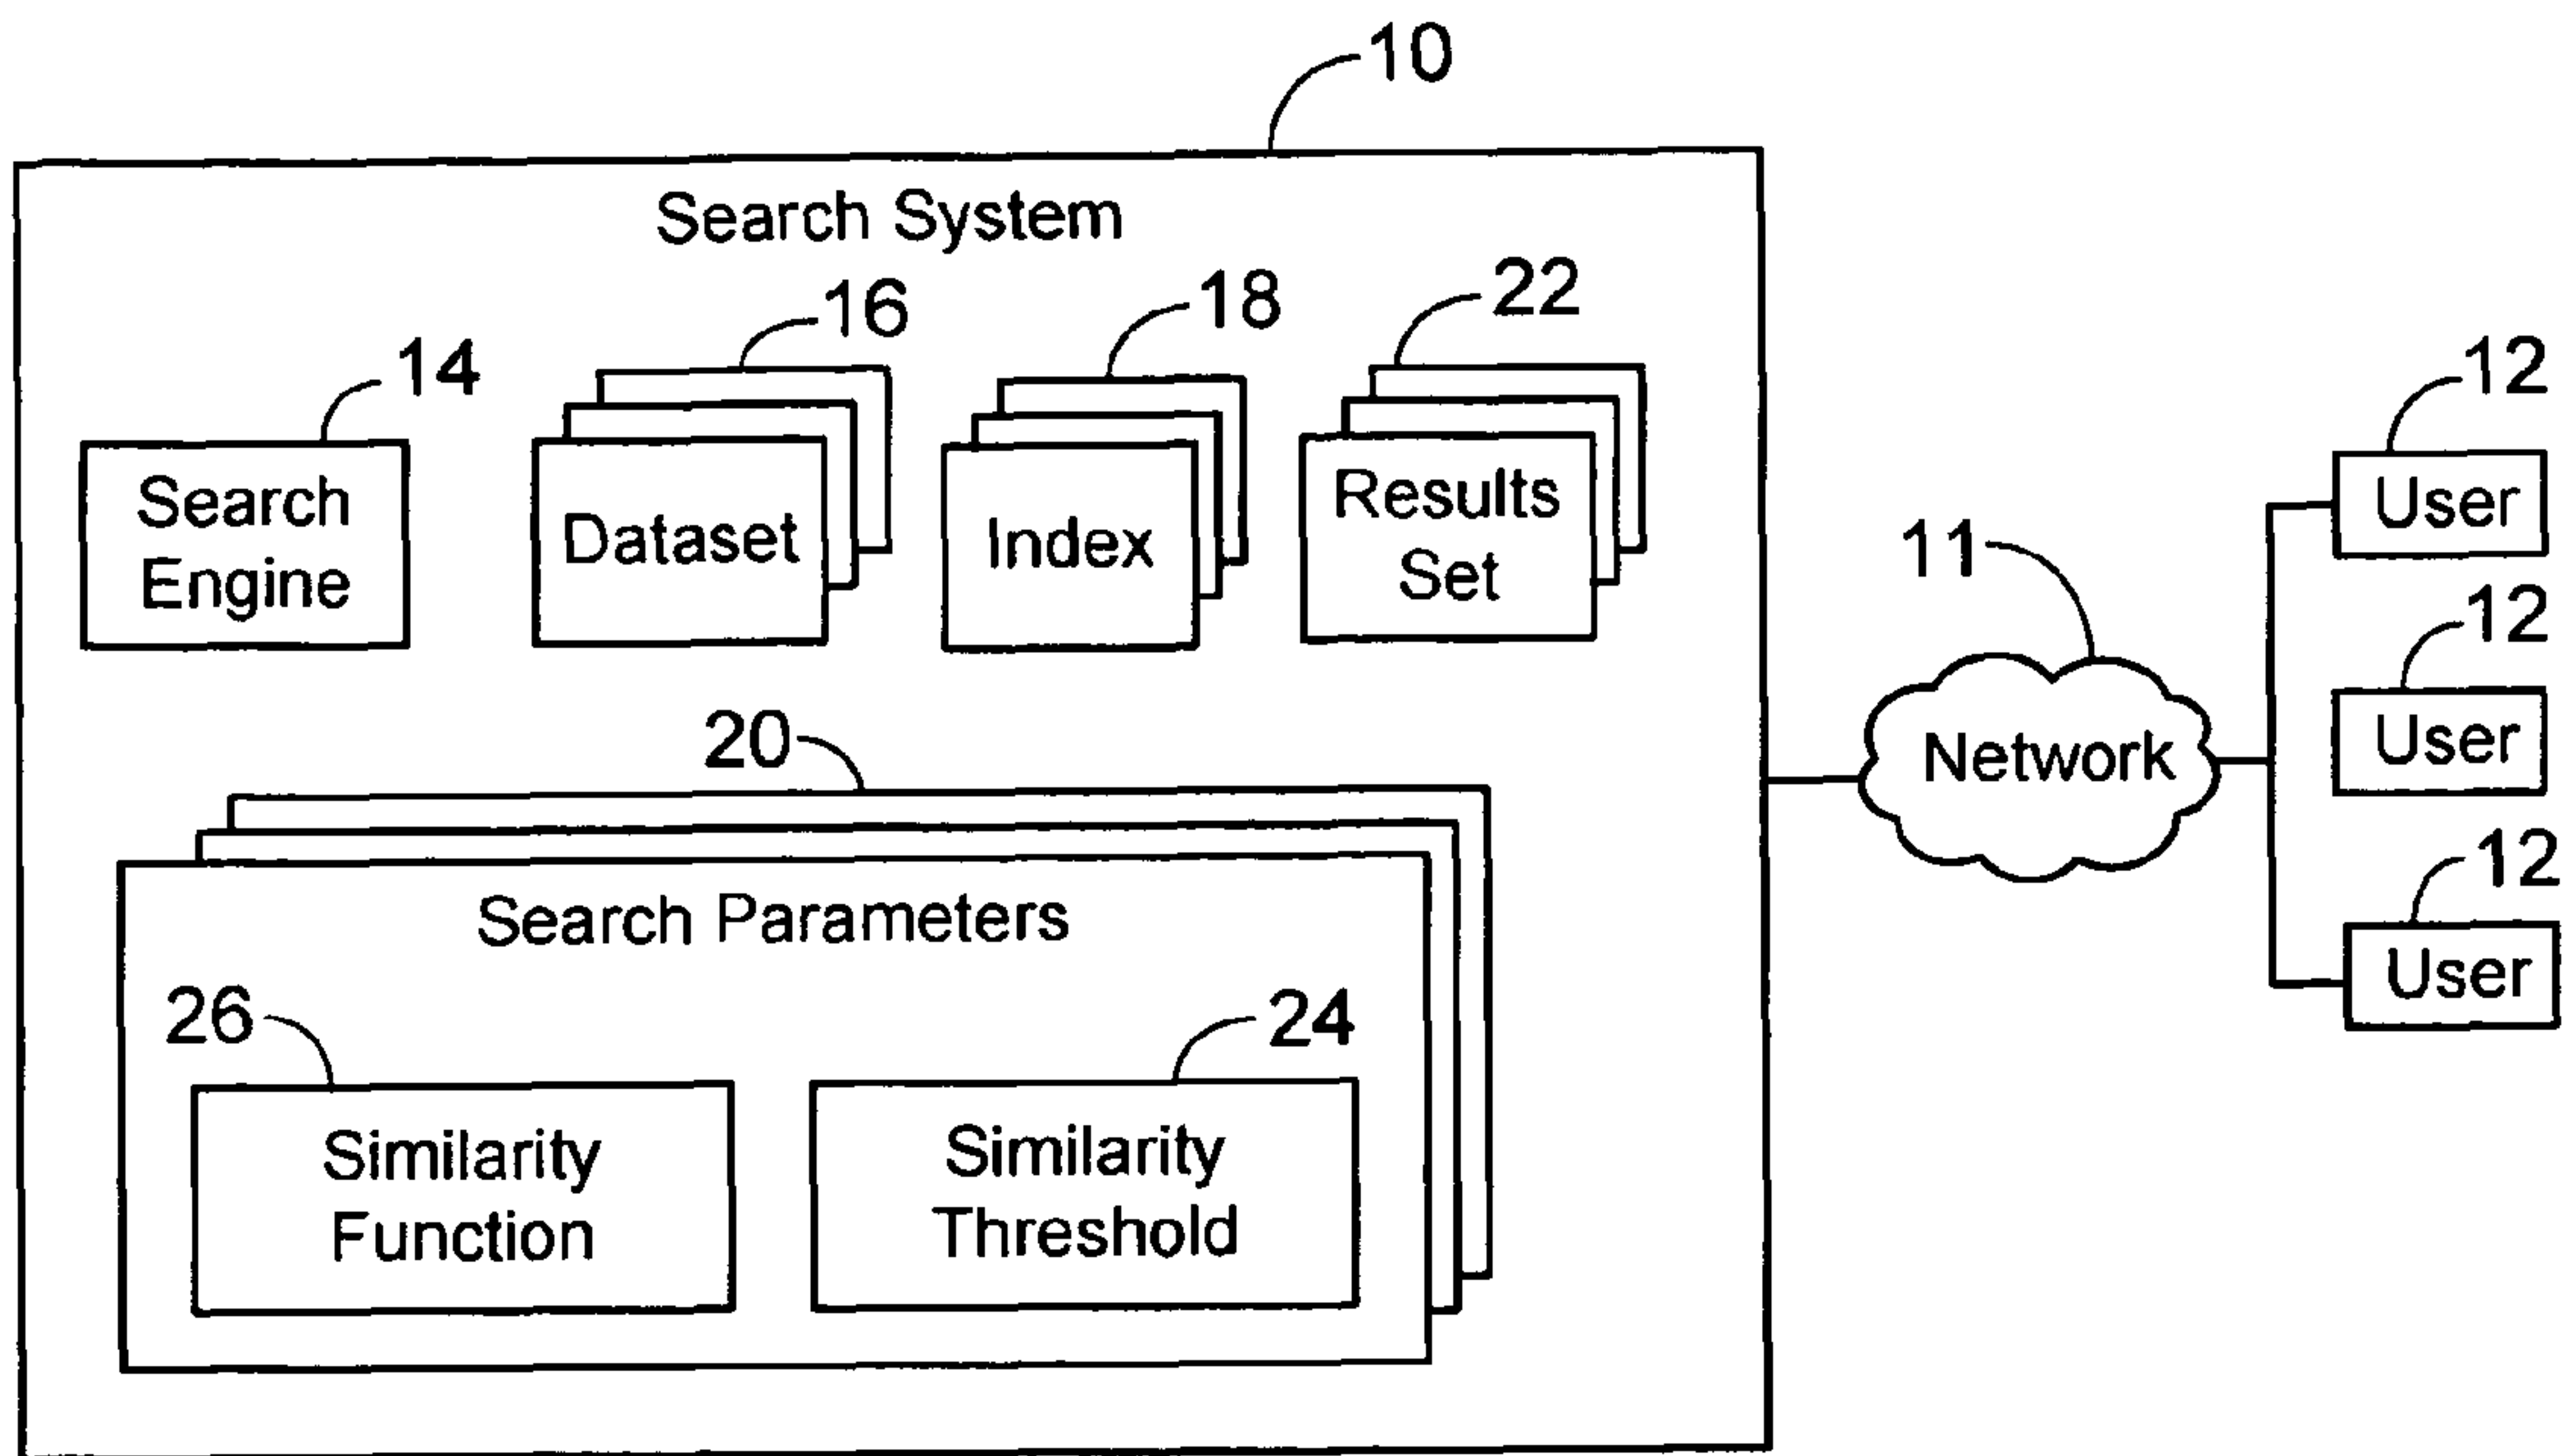 10
Search System
16
18
22
14
Search
Engine
Dataset
Index
Results
Set
12
User
11
12
User
Network
12
User
20
Search Parameters
26
24
Similarity
Function
Similarity
Threshold